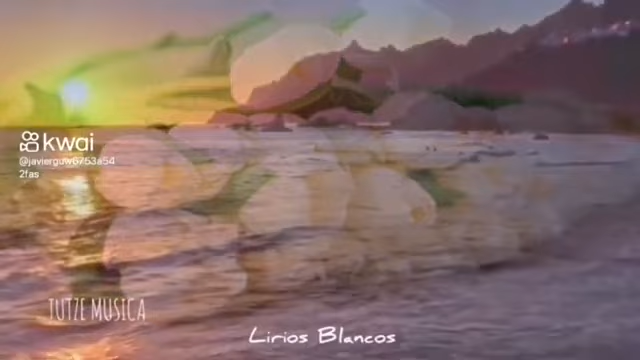 kwai
@javierguw6753a54
2fas
TUTZE MUSICA
Lirios Blancos